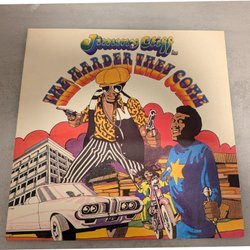 Jimmy Cliff
in
THE HARDER THEY COME